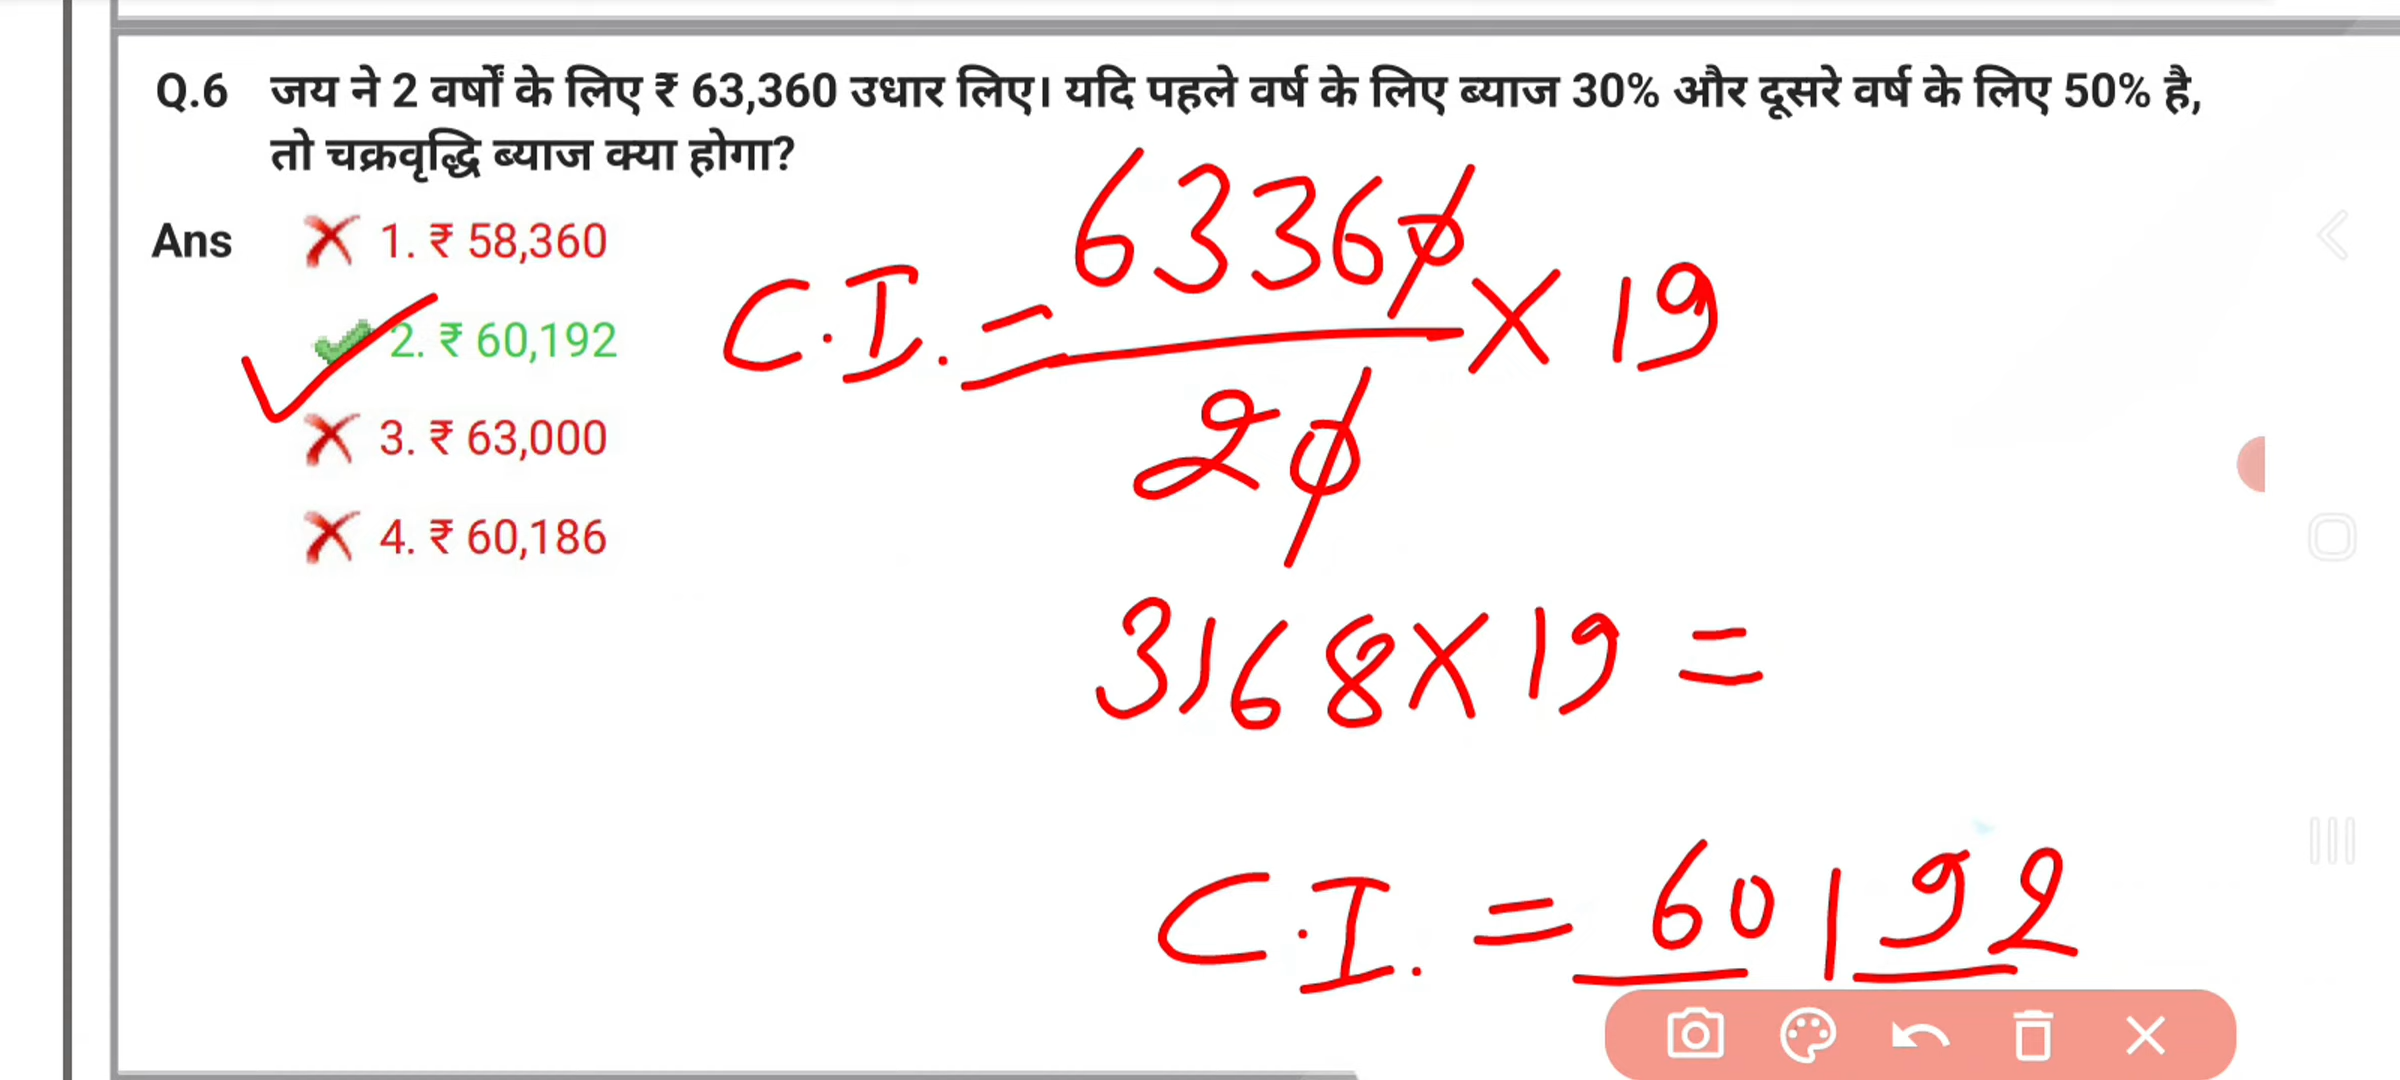 Q.6 जय ने 2 वर्षों के लिए ₹ 63,360 उधार लिए। यदि पहले वर्ष के लिए ब्याज 30% और दूसरे वर्ष के लिए 50% है,
तो चक्रवृद्धि ब्याज क्या होगा?
Ans 1. ₹ 58,360
2. ₹ 60,192
3. ₹ 63,000
4. ₹ 60,186
C.I. = 63360 × 19
20
3168 × 19 =
C.I. = 60192